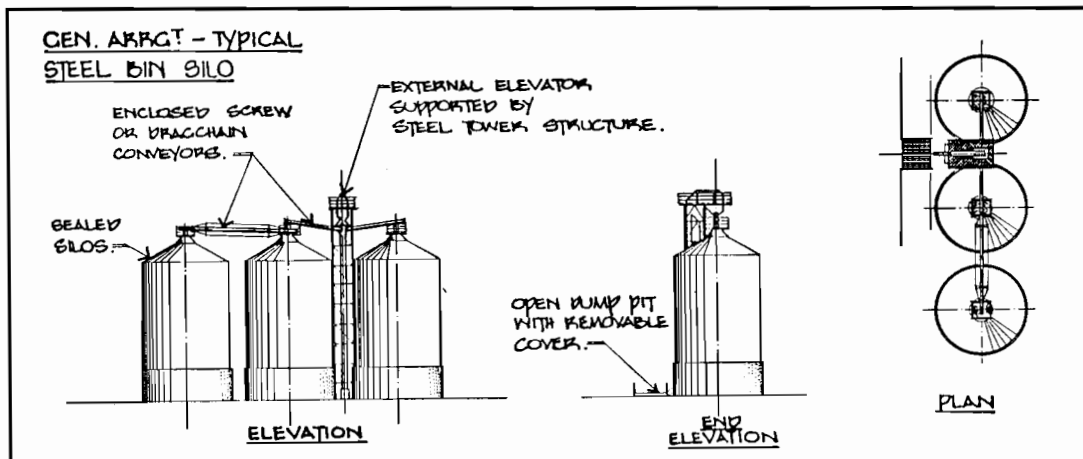 GEN. ARRGT - TYPICAL
STEEL BIN SILO
EXTERNAL ELEVATOR
SUPPORTED BY
STEEL TOWER STRUCTURE.
ENCLOSED SCREW
OR DRAGCHAIN
CONVEYORS.
SEALED
SILOS.
OPEN DUMP PIT
WITH REMOVABLE
COVER.
ELEVATION
END
ELEVATION
PLAN